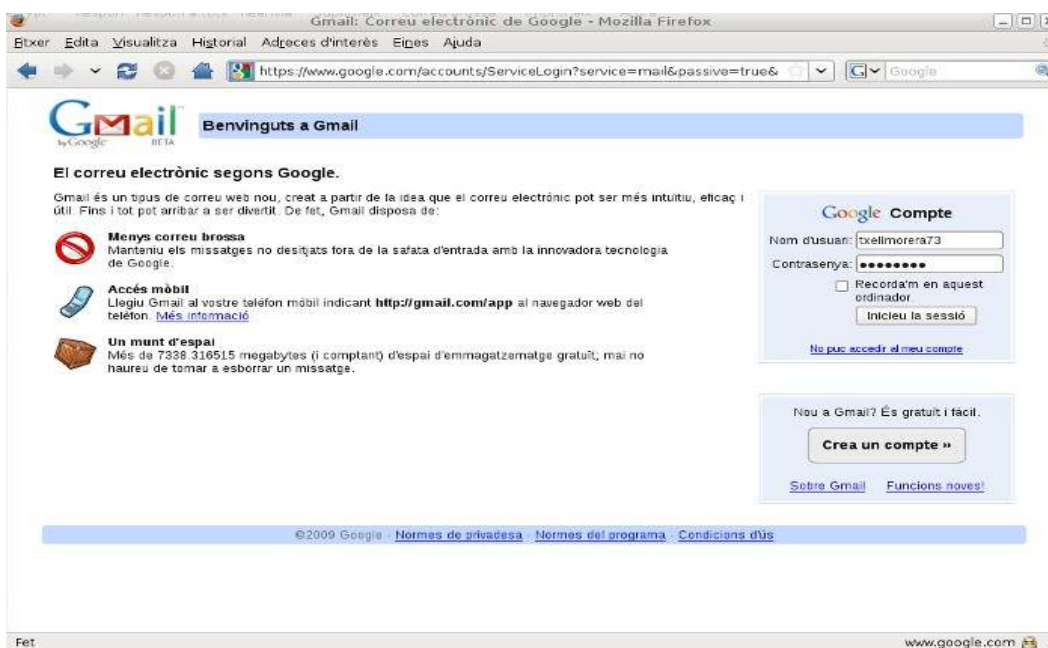 Gmail: Correu electrònic de Google - Mozilla Firefox
Fitxer Edita Visualitza Historial Adreces d'interès Eines Ajuda
https://www.google.com/accounts/ServiceLogin?service=mail&passive=true& Google
Gmail by Google BETA
Benvinguts a Gmail
El correu electrònic segons Google.
Gmail és un tipus de correu web nou, creat a partir de la idea que el correu electrònic pot ser més intuïtiu, eficaç i
útil. Fins i tot pot arribar a ser divertit. De fet, Gmail disposa de:
Menys correu brossa
Manteniu els missatges no desitjats fora de la safata d'entrada amb la innovadora tecnologia
de Google.
Accés mòbil
Llegiu Gmail al vostre telèfon mòbil indicant http://gmail.com/app al navegador web del
telèfon. Més informació
Un munt d'espai
Més de 7338.316515 megabytes (i comptant) d'espai d'emmagatzematge gratuït; mai no
haureu de tornar a esborrar un missatge.
Google Compte
Nom d'usuari: txellmorera73
Contrasenya: ●●●●●●●●
Recorda'm en aquest
ordinador.
Inicieu la sessió
No puc accedir al meu compte
Nou a Gmail? És gratuït i fàcil.
Crea un compte »
Sobre Gmail Funcions noves!
©2009 Google - Normes de privadesa - Normes del programa - Condicions d'ús
Fet www.google.com